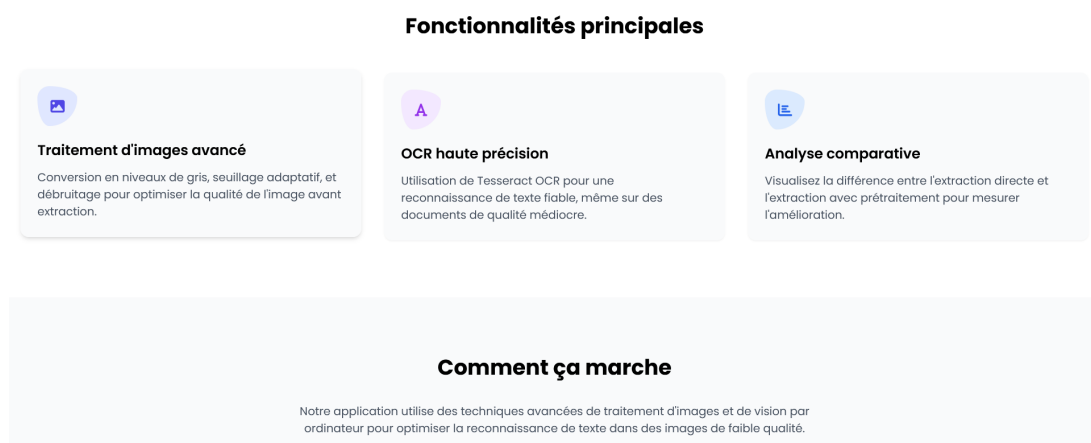 Fonctionnalités principales
Traitement d'images avancé
Conversion en niveaux de gris, seuillage adaptatif, et
débruitage pour optimiser la qualité de l'image avant
extraction.
A
OCR haute précision
Utilisation de Tesseract OCR pour une
reconnaissance de texte fiable, même sur des
documents de qualité médiocre.
Analyse comparative
Visualisez la différence entre l'extraction directe et
l'extraction avec prétraitement pour mesurer
l'amélioration.
Comment ça marche
Notre application utilise des techniques avancées de traitement d'images et de vision par
ordinateur pour optimiser la reconnaissance de texte dans des images de faible qualité.